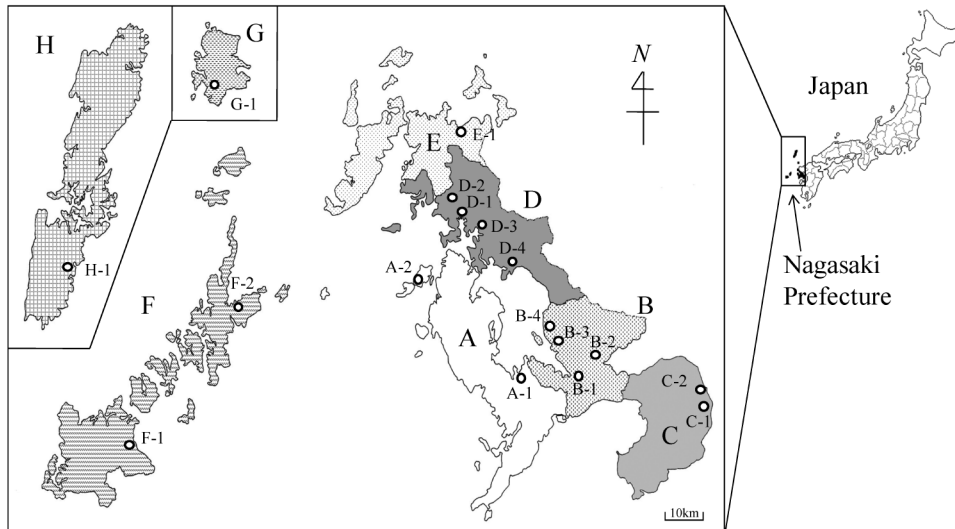 H
G
G-1
N
Japan
E
E-1
D-2
D-1
D
D-3
D-4
H-1
A-2
F-2
F
Nagasaki
Prefecture
A
B-4
B
B-3
B-2
A-1
B-1
C-2
C-1
C
F-1
10km